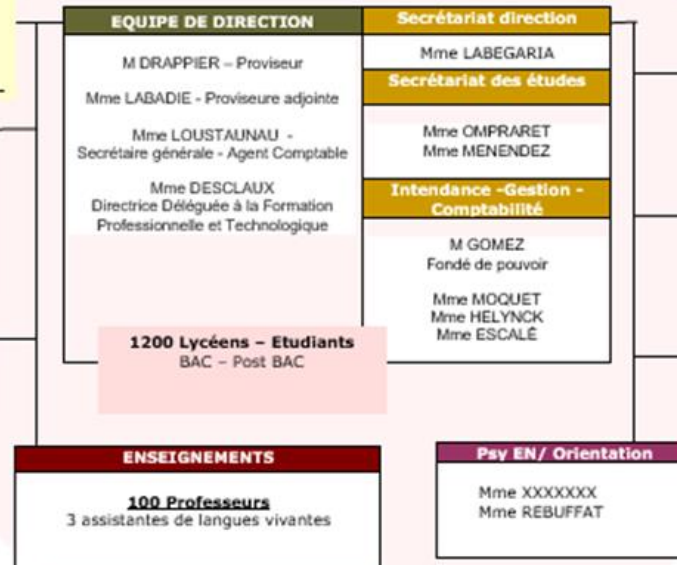 EQUIPE DE DIRECTION
M DRAPPIER – Proviseur
Mme LABADIE - Proviseure adjointe
Mme LOUSTAUNAU -
Secrétaire générale - Agent Comptable
Mme DESCLAUX
Directrice Déléguée à la Formation
Professionnelle et Technologique
Secrétariat direction
Mme LABEGARIA
Secrétariat des études
Mme OMPRARET
Mme MENENDEZ
Intendance -Gestion -
Comptabilité
M GOMEZ
Fondé de pouvoir
Mme MOQUET
Mme HELYNCK
Mme ESCALÉ
1200 Lycéens – Etudiants
BAC – Post BAC
ENSEIGNEMENTS
100 Professeurs
3 assistantes de langues vivantes
Psy EN/ Orientation
Mme XXXXXXX
Mme REBUFFAT